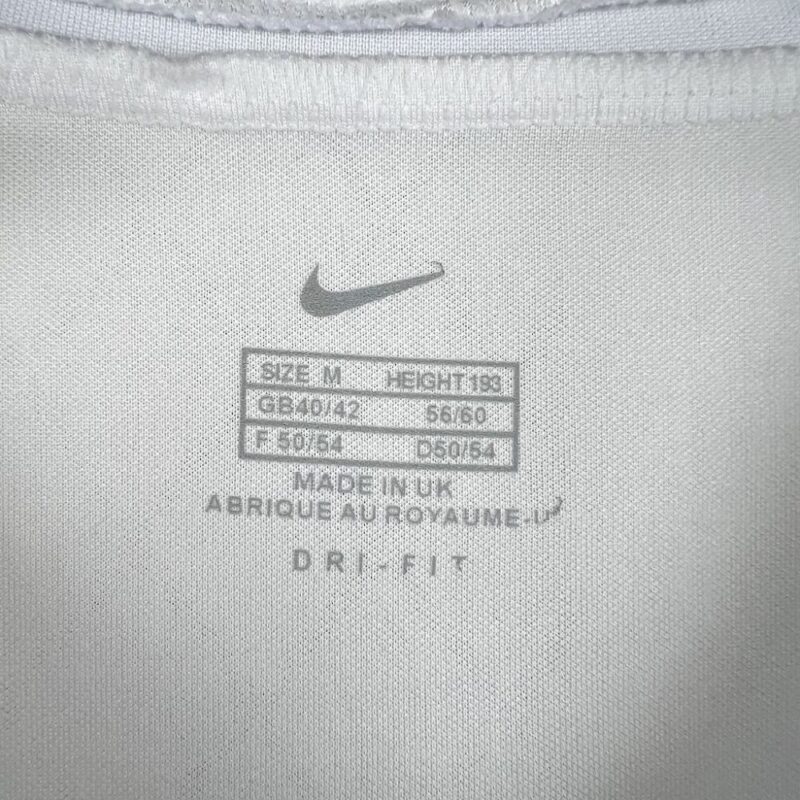 SIZE M HEIGHT 193
GB40/42 56/60
F 50/54 D50/54
MADE IN UK
ABRIQUE AU ROYAUME-U
DRI-FIT